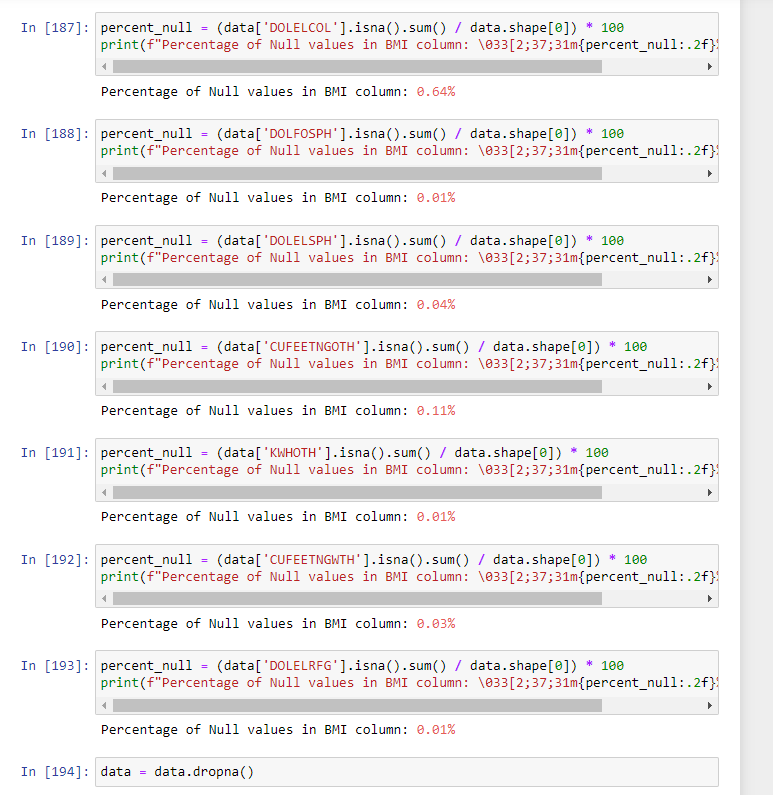 In [187]: percent_null = (data['DOLELCOL'].isna().sum() / data.shape[0]) * 100
print(f"Percentage of Null values in BMI column: \033[2;37;31m{percent_null:.2f}%
Percentage of Null values in BMI column: 0.64%
In [188]: percent_null = (data['DOLFOSPH'].isna().sum() / data.shape[0]) * 100
print(f"Percentage of Null values in BMI column: \033[2;37;31m{percent_null:.2f}%
Percentage of Null values in BMI column: 0.01%
In [189]: percent_null = (data['DOLELSPH'].isna().sum() / data.shape[0]) * 100
print(f"Percentage of Null values in BMI column: \033[2;37;31m{percent_null:.2f}%
Percentage of Null values in BMI column: 0.04%
In [190]: percent_null = (data['CUFEETNGOTH'].isna().sum() / data.shape[0]) * 100
print(f"Percentage of Null values in BMI column: \033[2;37;31m{percent_null:.2f}%
Percentage of Null values in BMI column: 0.11%
In [191]: percent_null = (data['KWHOTH'].isna().sum() / data.shape[0]) * 100
print(f"Percentage of Null values in BMI column: \033[2;37;31m{percent_null:.2f}%
Percentage of Null values in BMI column: 0.01%
In [192]: percent_null = (data['CUFEETNGWTH'].isna().sum() / data.shape[0]) * 100
print(f"Percentage of Null values in BMI column: \033[2;37;31m{percent_null:.2f}%
Percentage of Null values in BMI column: 0.03%
In [193]: percent_null = (data['DOLELRFG'].isna().sum() / data.shape[0]) * 100
print(f"Percentage of Null values in BMI column: \033[2;37;31m{percent_null:.2f}%
Percentage of Null values in BMI column: 0.01%
In [194]: data = data.dropna()